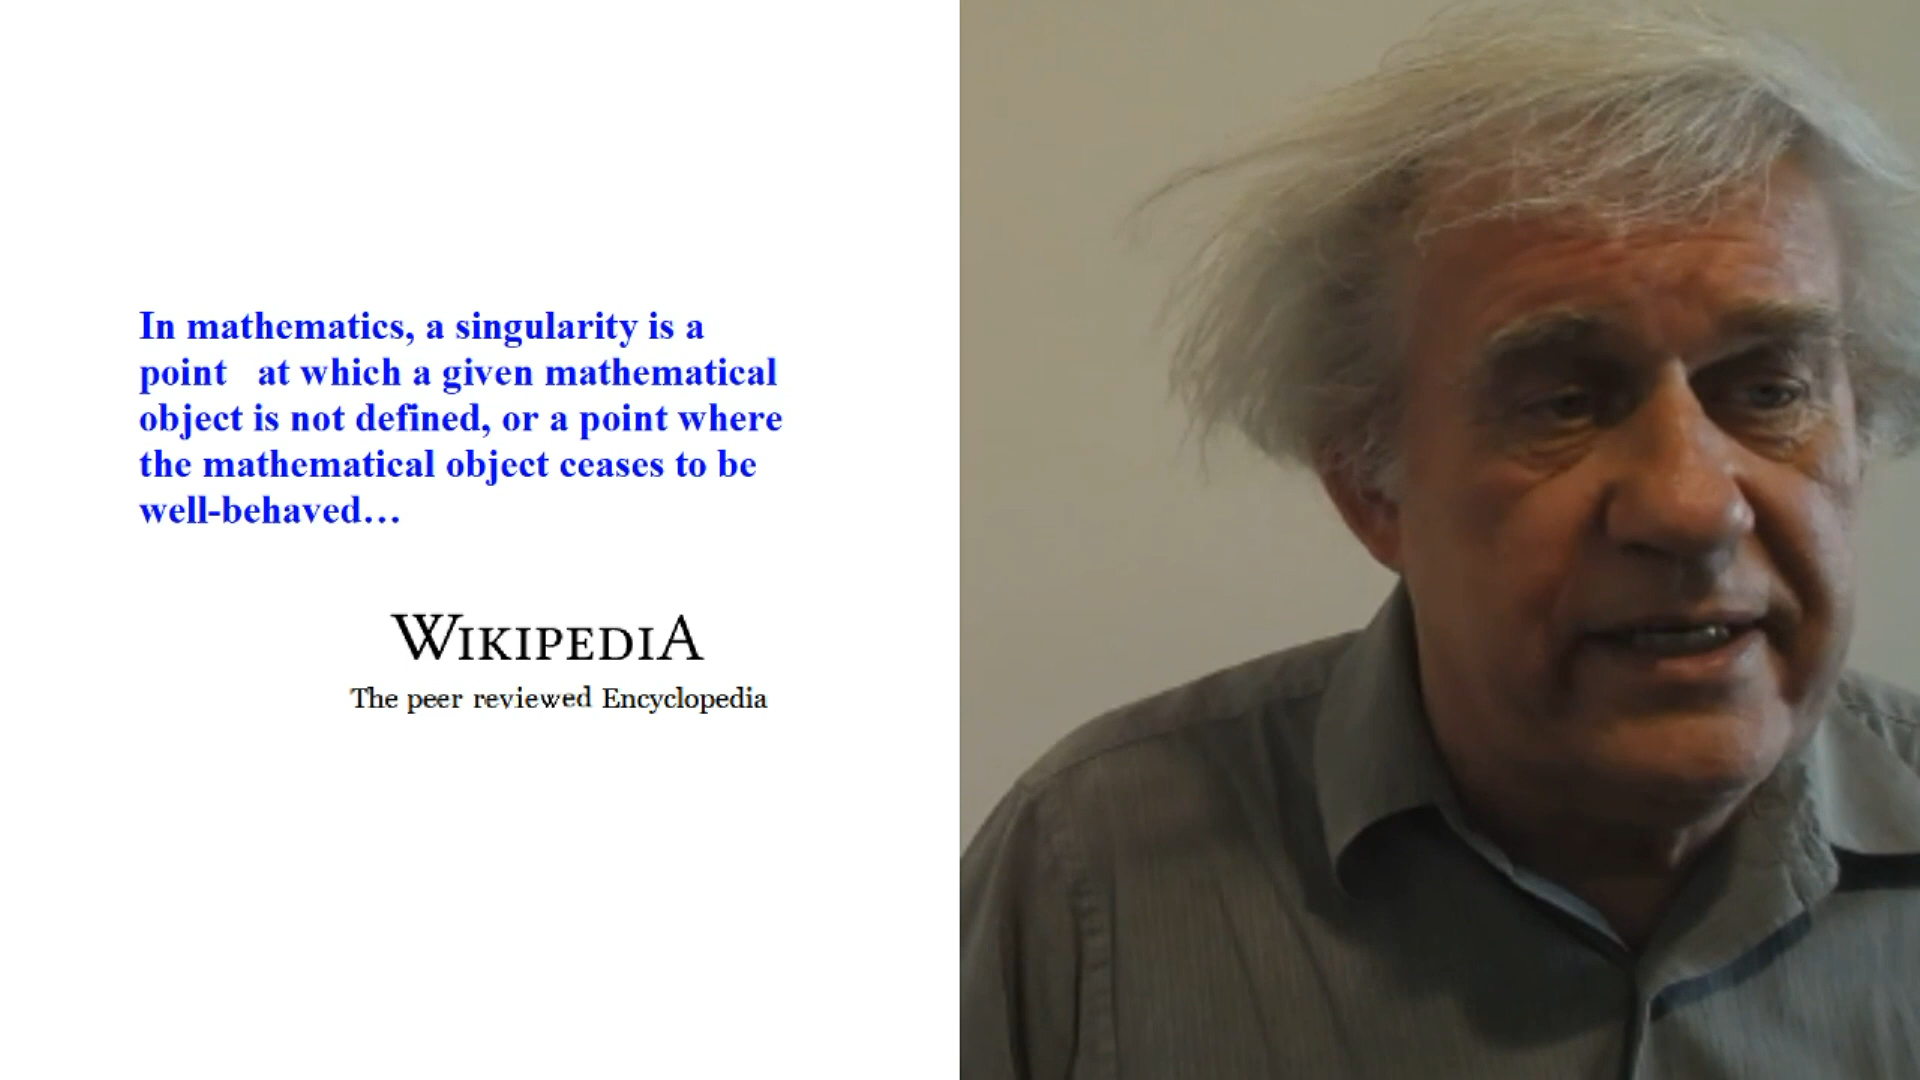 In mathematics, a singularity is a
point at which a given mathematical
object is not defined, or a point where
the mathematical object ceases to be
well-behaved…
WIKIPEDIA
The peer reviewed Encyclopedia